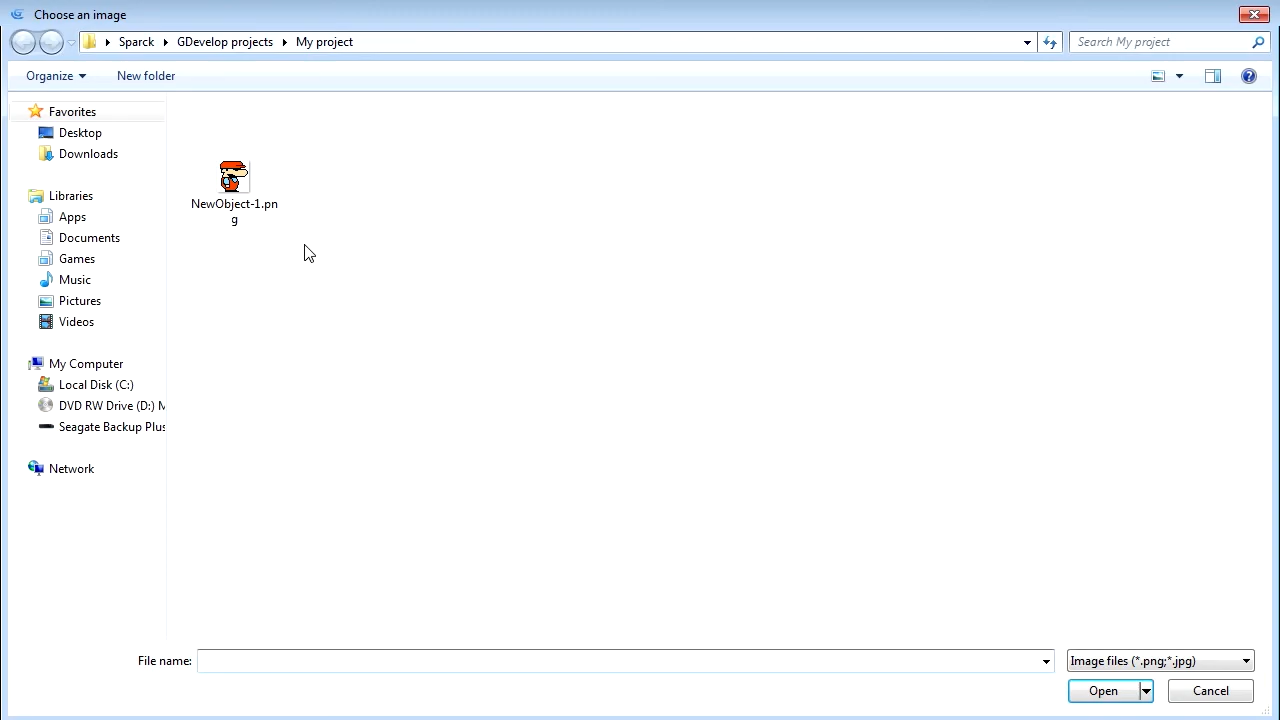 Choose an image
Sparck GDevelop projects My project
Search My project
Organize New folder
Favorites
Desktop
Downloads
Libraries
Apps
Documents
Games
Music
Pictures
Videos
My Computer
Local Disk (C:)
DVD RW Drive (D:) M
Seagate Backup Plus
Network
NewObject-1.pn
g
File name:
Image files (*.png;*.jpg)
Open
Cancel